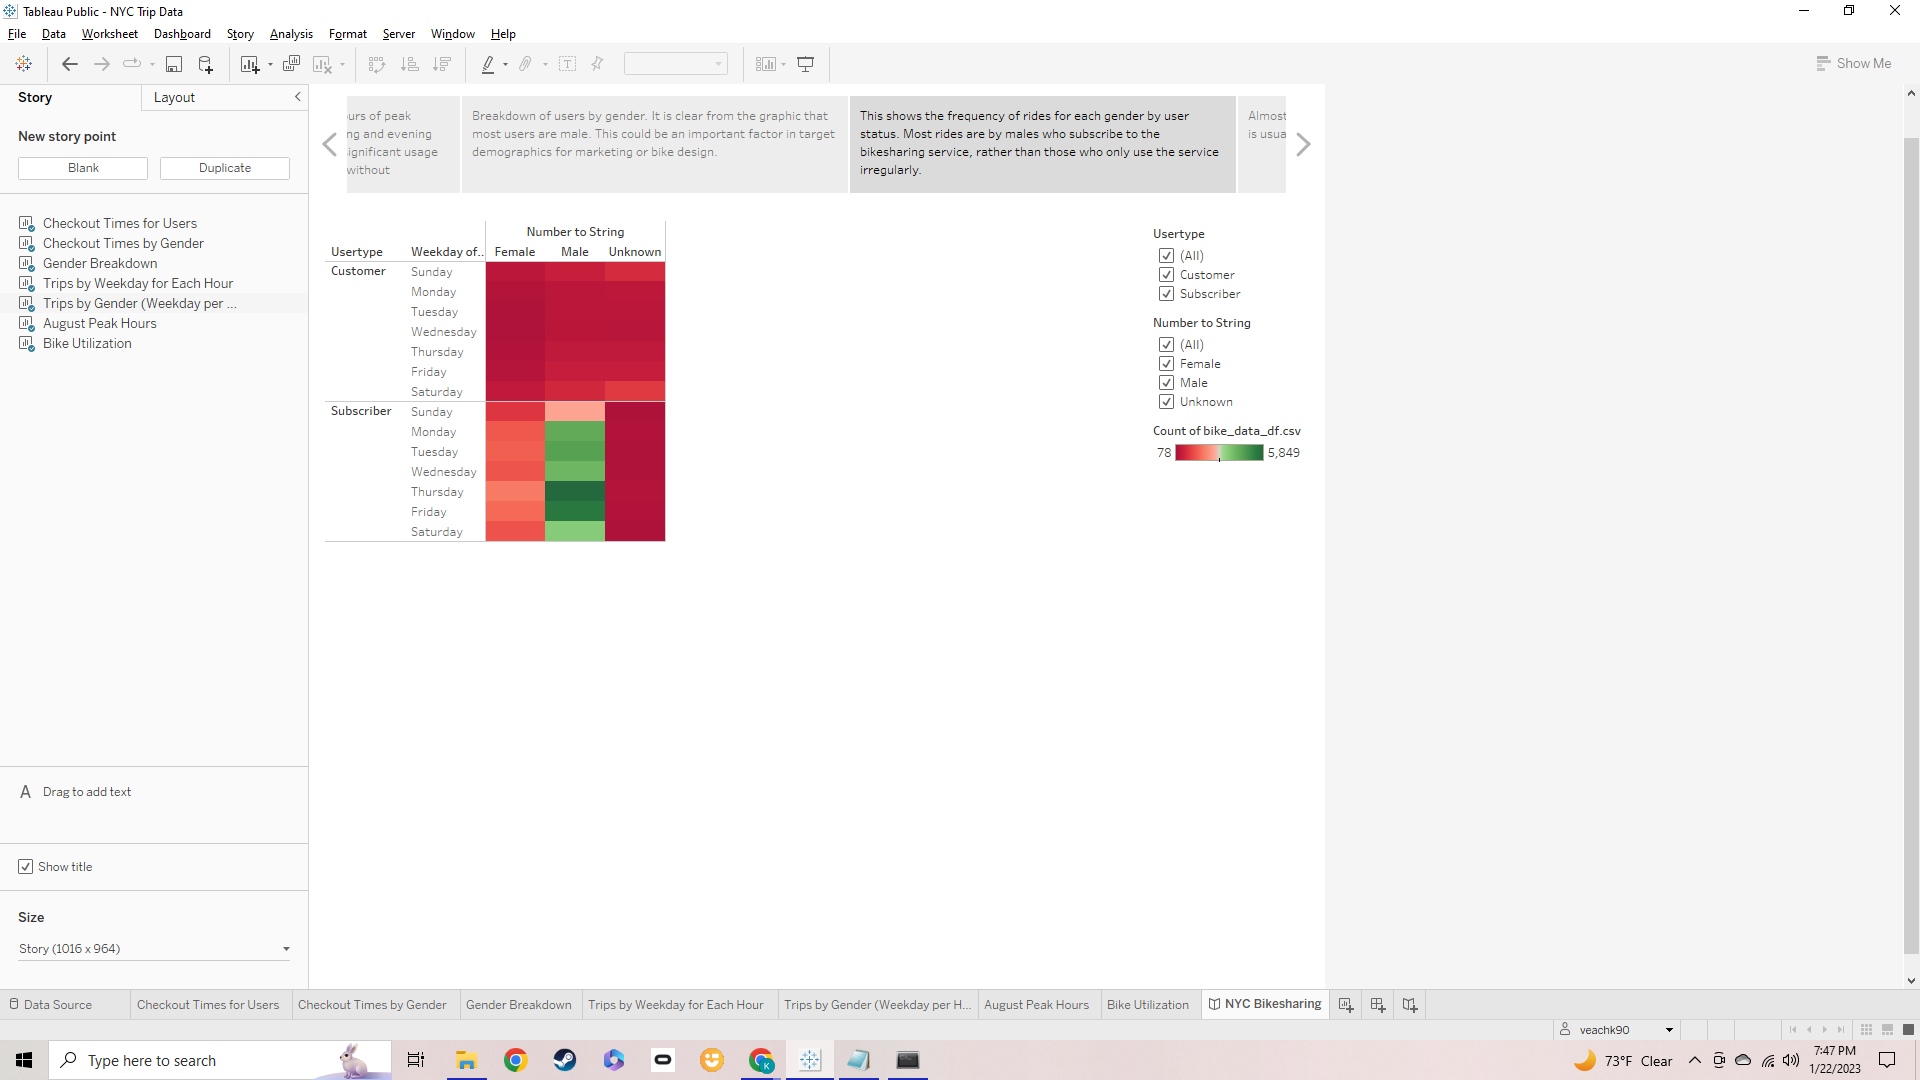 Tableau Public - NYC Trip Data
File Data Worksheet Dashboard Story Analysis Format Server Window Help
Show Me
Story Layout
New story point
Blank Duplicate
Checkout Times for Users
Checkout Times by Gender
Gender Breakdown
Trips by Weekday for Each Hour
Trips by Gender (Weekday per ...
August Peak Hours
Bike Utilization
A Drag to add text
Show title
Size
Story (1016 x 964)
ours of peak
ng and evening
ignificant usage
without
Breakdown of users by gender. It is clear from the graphic that
most users are male. This could be an important factor in target
demographics for marketing or bike design.
This shows the frequency of rides for each gender by user
status. Most rides are by males who subscribe to the
bikesharing service, rather than those who only use the service
irregularly.
Almost
is usua
Number to String
Usertype Weekday of.. Female Male Unknown
Customer Sunday
Monday
Tuesday
Wednesday
Thursday
Friday
Saturday
Subscriber Sunday
Monday
Tuesday
Wednesday
Thursday
Friday
Saturday
Usertype
(All)
Customer
Subscriber
Number to String
(All)
Female
Male
Unknown
Count of bike_data_df.csv
78 5,849
Data Source Checkout Times for Users Checkout Times by Gender Gender Breakdown Trips by Weekday for Each Hour Trips by Gender (Weekday per H... August Peak Hours Bike Utilization NYC Bikesharing
veachk90
Type here to search
K
73°F Clear
7:47 PM
1/22/2023